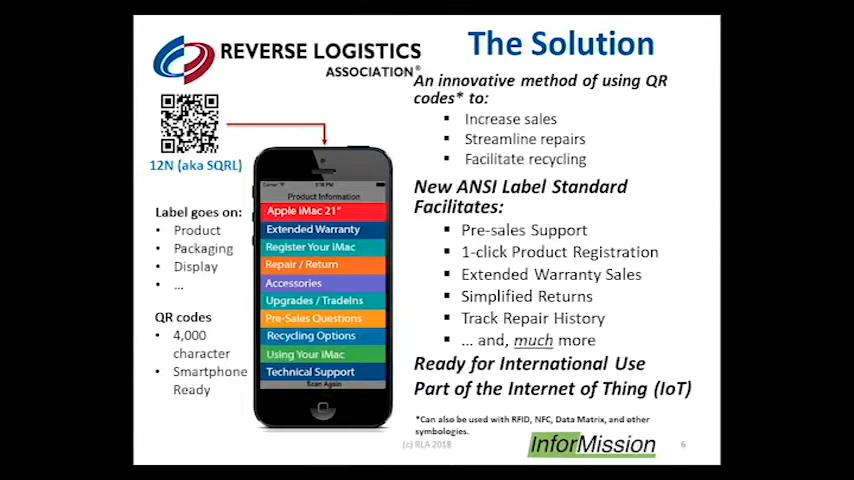 REVERSE LOGISTICS
ASSOCIATION®
The Solution
An innovative method of using QR
codes* to:
▪ Increase sales
▪ Streamline repairs
▪ Facilitate recycling
12N (aka SQRL)
Label goes on:
• Product
• Packaging
• Display
• ...
QR codes
• 4,000
character
• Smartphone
Ready
Product Information
Apple iMac 21"
Extended Warranty
Register Your iMac
Repair / Return
Accessories
Upgrades / TradeIns
Pre-Sales Questions
Recycling Options
Using Your iMac
Technical Support
Scan Again
New ANSI Label Standard
Facilitates:
▪ Pre-sales Support
▪ 1-click Product Registration
▪ Extended Warranty Sales
▪ Simplified Returns
▪ Track Repair History
▪ ... and, much more
Ready for International Use
Part of the Internet of Thing (IoT)
*Can also be used with RFID, NFC, Data Matrix, and other
symbologies.
(c) RLA 2018
InforMission
6